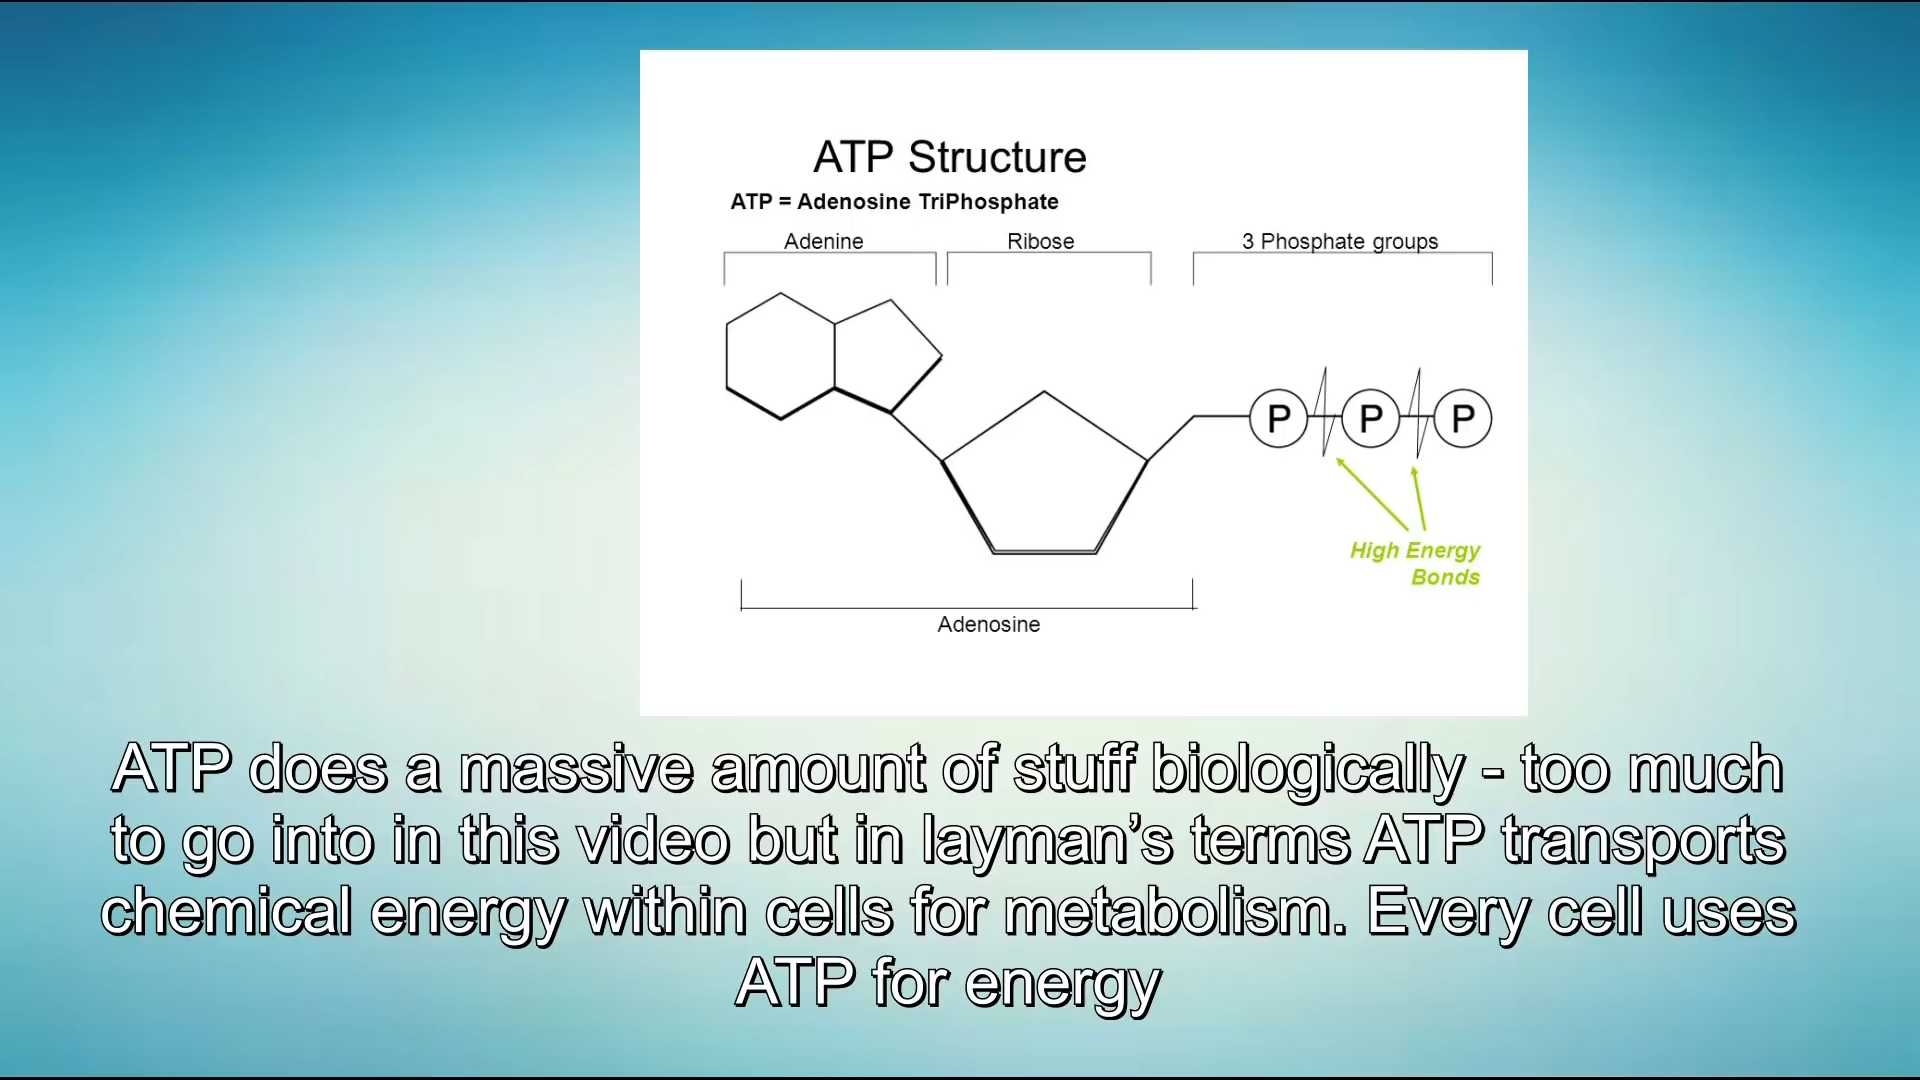 ATP Structure
ATP = Adenosine TriPhosphate
Adenine
Ribose
3 Phosphate groups
P
P
P
High Energy
Bonds
Adenosine
ATP does a massive amount of stuff biologically - too much
to go into in this video but in layman’s terms ATP transports
chemical energy within cells for metabolism. Every cell uses
ATP for energy